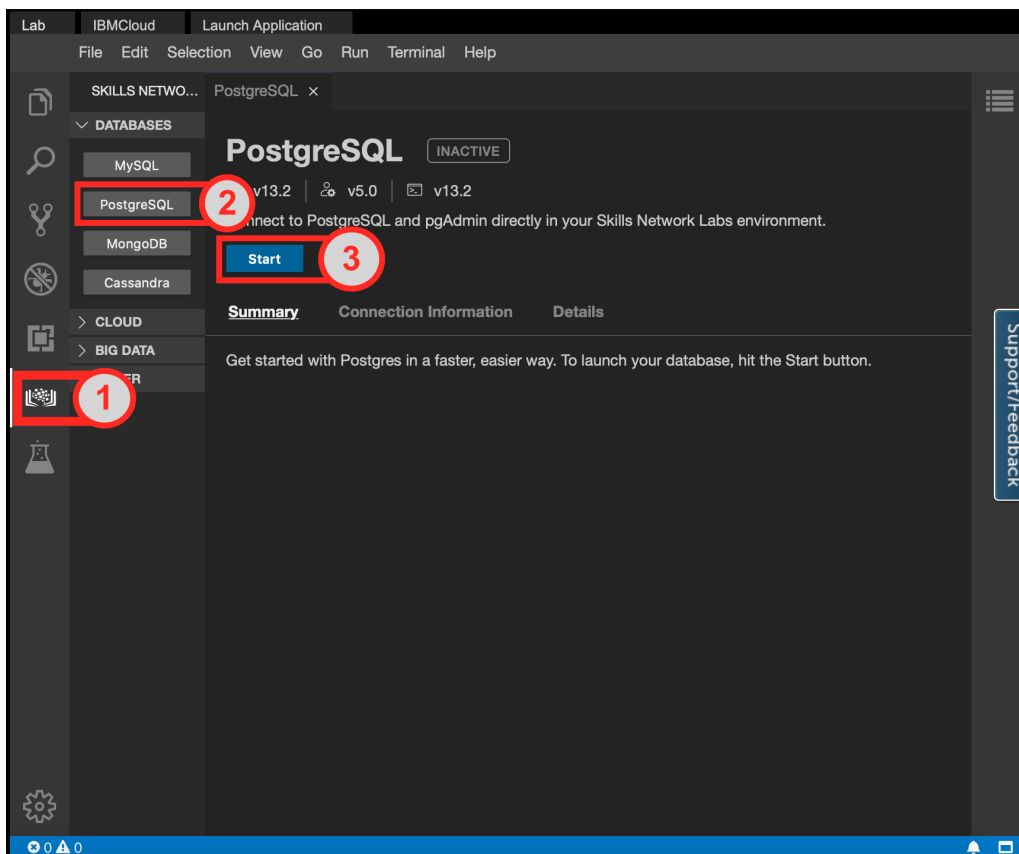 Lab IBMCloud Launch Application
File Edit Selection View Go Run Terminal Help
SKILLS NETWO... PostgreSQL ×
DATABASES
MySQL
PostgreSQL
MongoDB
Cassandra
CLOUD
BIG DATA
1
2
PostgreSQL INACTIVE
v13.2 v5.0 v13.2
to PostgreSQL and pgAdmin directly in your Skills Network Labs environment.
Start 3
Summary Connection Information Details
Get started with Postgres in a faster, easier way. To launch your database, hit the Start button.
Support/Feedback
0 0